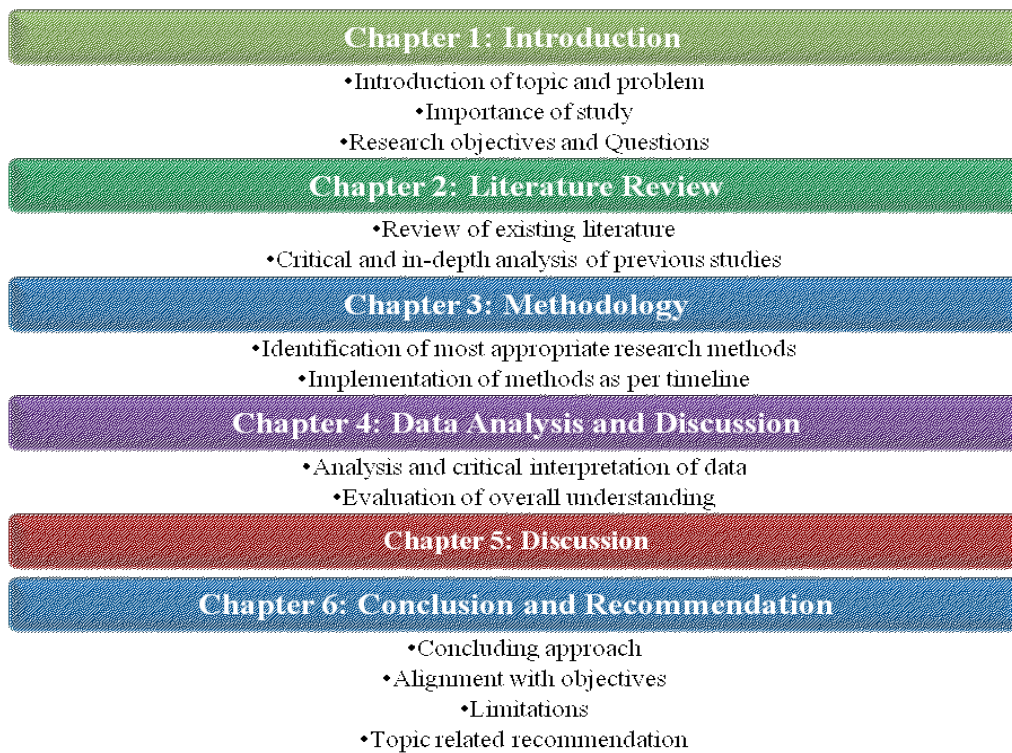 Chapter 1: Introduction
•Introduction of topic and problem
•Importance of study
•Research objectives and Questions
Chapter 2: Literature Review
•Review of existing literature
•Critical and in-depth analysis of previous studies
Chapter 3: Methodology
•Identification of most appropriate research methods
•Implementation of methods as per timeline
Chapter 4: Data Analysis and Discussion
•Analysis and critical interpretation of data
•Evaluation of overall understanding
Chapter 5: Discussion
Chapter 6: Conclusion and Recommendation
•Concluding approach
•Alignment with objectives
•Limitations
•Topic related recommendation